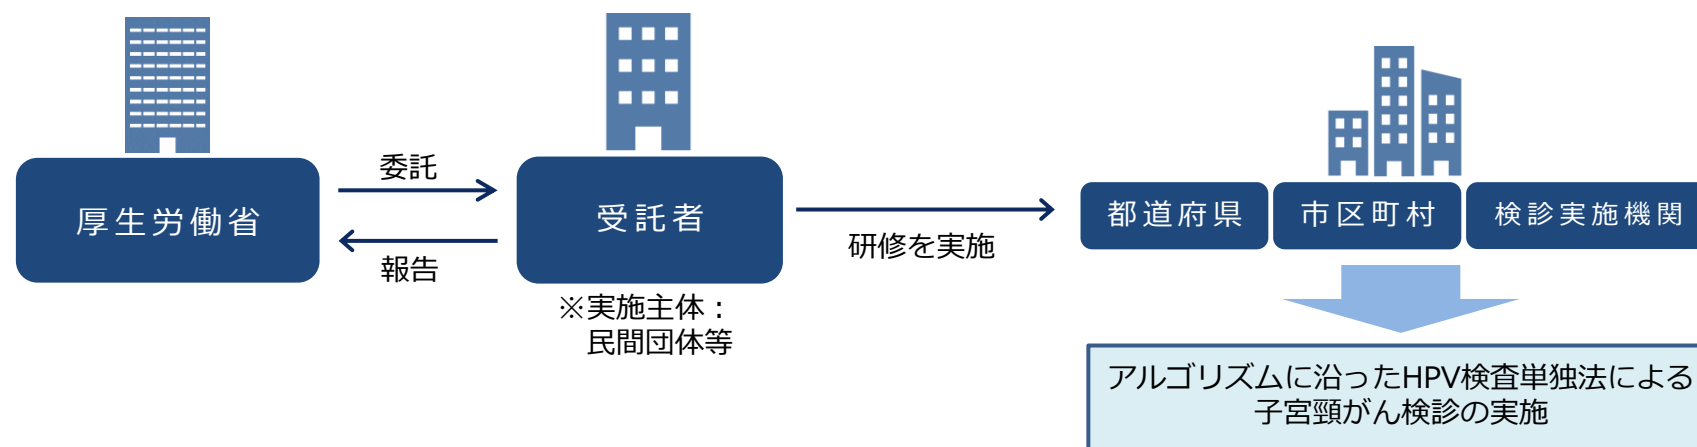 委託
厚生労働省
報告
受託者
※実施主体：
民間団体等
研修を実施
都道府県
市区町村
検診実施機関
アルゴリズムに沿ったHPV検査単独法による
子宮頸がん検診の実施